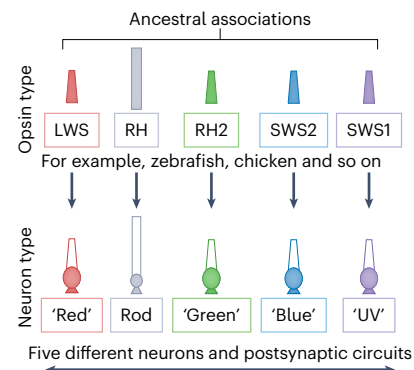 Ancestral associations
Opsin type
LWS RH RH2 SWS2 SWS1
For example, zebrafish, chicken and so on
Neuron type
‘Red’ Rod ‘Green’ ‘Blue’ ‘UV’
Five different neurons and postsynaptic circuits